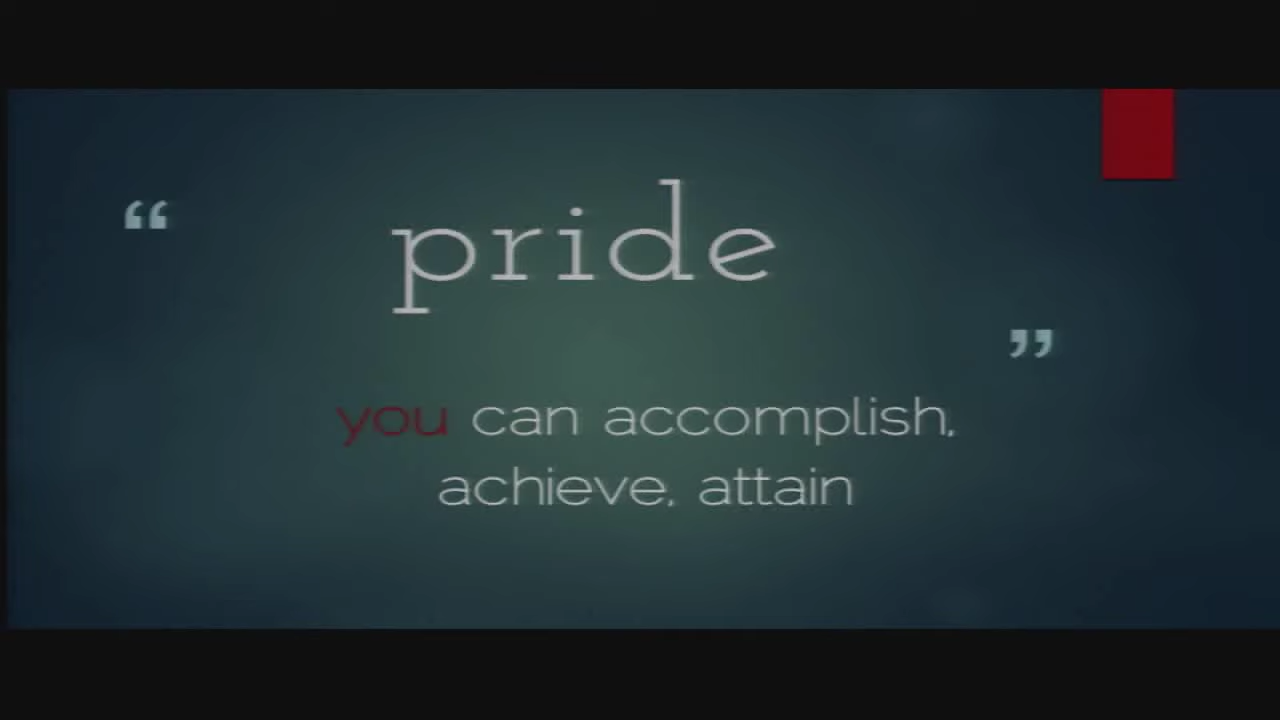 “ pride ”
you can accomplish,
achieve, attain